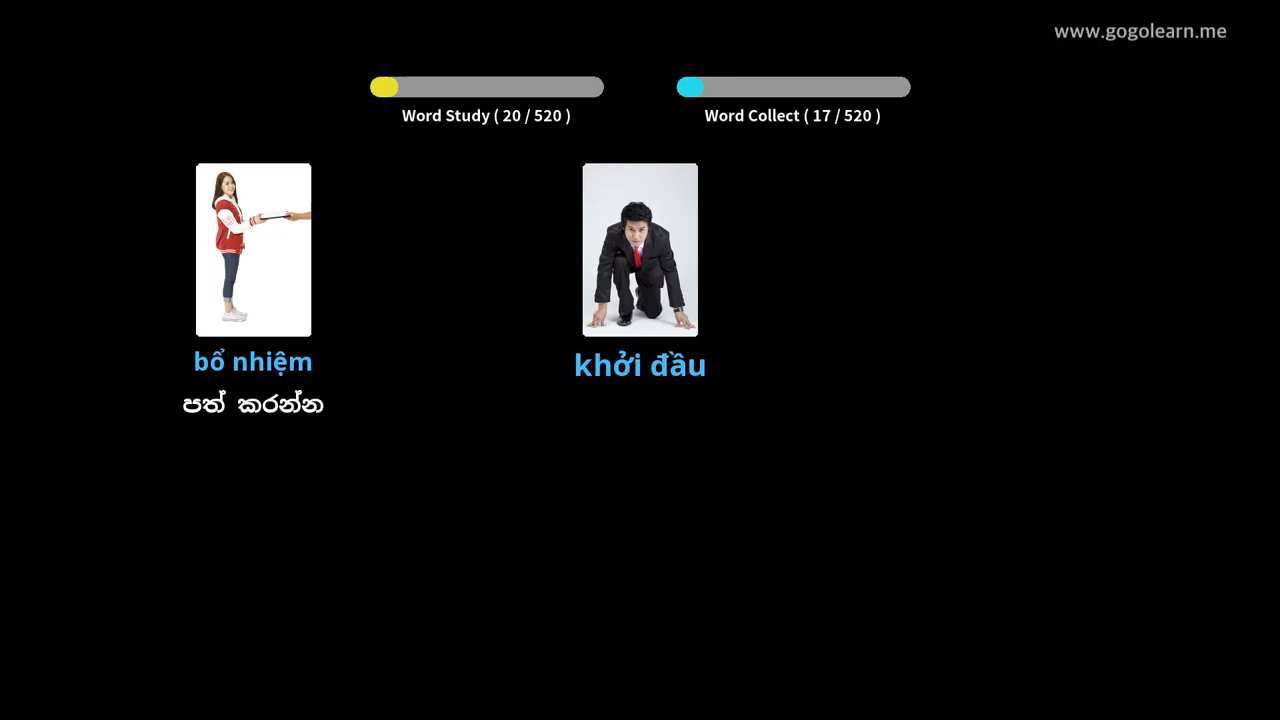 www.gogolearn.me
Word Study ( 20 / 520 )
Word Collect ( 17 / 520 )
bổ nhiệm
පත් කරන්න
khởi đầu